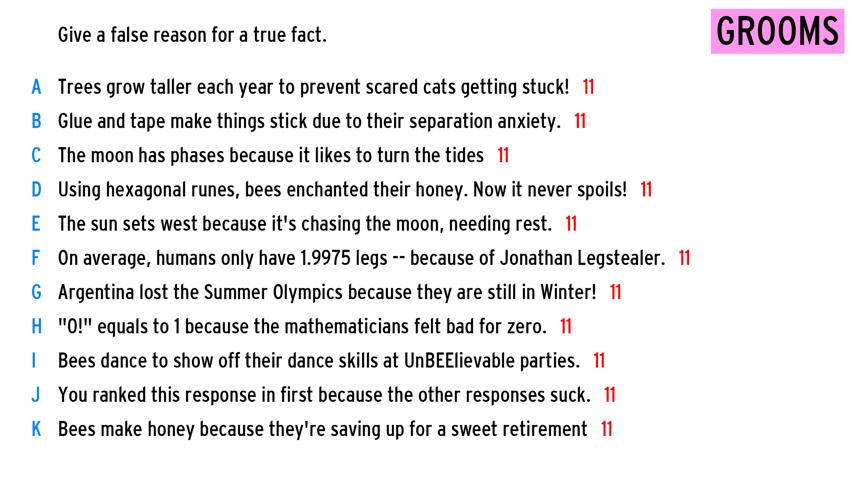 Give a false reason for a true fact.
GROOMS
A Trees grow taller each year to prevent scared cats getting stuck! 11
B Glue and tape make things stick due to their separation anxiety. 11
C The moon has phases because it likes to turn the tides 11
D Using hexagonal runes, bees enchanted their honey. Now it never spoils! 11
E The sun sets west because it's chasing the moon, needing rest. 11
F On average, humans only have 1.9975 legs -- because of Jonathan Legstealer. 11
G Argentina lost the Summer Olympics because they are still in Winter! 11
H "0!" equals to 1 because the mathematicians felt bad for zero. 11
I Bees dance to show off their dance skills at UnBEElievable parties. 11
J You ranked this response in first because the other responses suck. 11
K Bees make honey because they're saving up for a sweet retirement 11